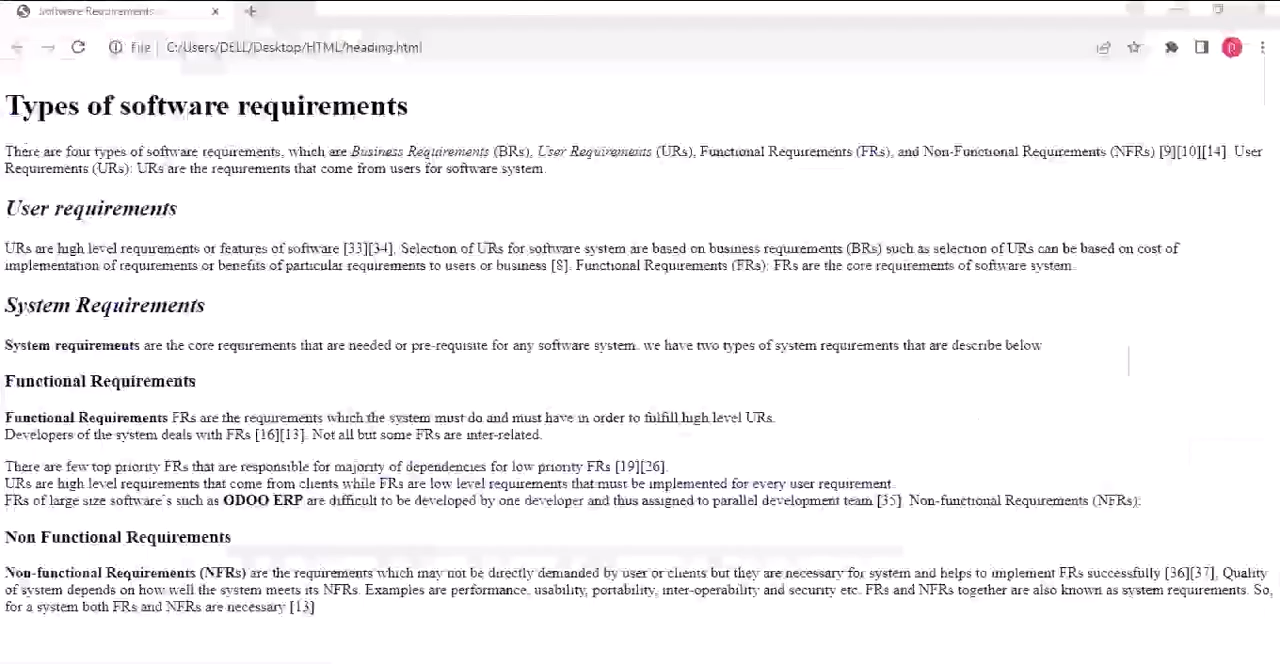 Software Requirements
File
C:/Users/DELL/Desktop/HTML/heading.html
Types of software requirements
There are four types of software requirements, which are Business Requirements (BRs), User Requirements (URs), Functional Requirements (FRs), and Non-Functional Requirements (NFRs) [9][10][14]. User
Requirements (URs): URs are the requirements that come from users for software system.
User requirements
URs are high level requirements or features of software [33][34], Selection of URs for software system are based on business requirements (BRs) such as selection of URs can be based on cost of
implementation of requirements or benefits of particular requirements to users or business [8]. Functional Requirements (FRs): FRs are the core requirements of software system.
System Requirements
System requirements are the core requirements that are needed or pre-requisite for any software system. we have two types of system requirements that are describe below
Functional Requirements
Functional Requirements FRs are the requirements which the system must do and must have in order to fulfill high level URs.
Developers of the system deals with FRs [16][13]. Not all but some FRs are inter-related.
There are few top priority FRs that are responsible for majority of dependencies for low priority FRs [19][26].
URs are high level requirements that come from clients while FRs are low level requirements that must be implemented for every user requirement.
FRs of large size software's such as ODOO ERP are difficult to be developed by one developer and thus assigned to parallel development team [35]. Non-functional Requirements (NFRs):
Non Functional Requirements
Non-functional Requirements (NFRs) are the requirements which may not be directly demanded by user or clients but they are necessary for system and helps to implement FRs successfully [36][37], Quality
of system depends on how well the system meets its NFRs. Examples are performance, usability, portability, inter-operability and security etc. FRs and NFRs together are also known as system requirements. So,
for a system both FRs and NFRs are necessary [13]